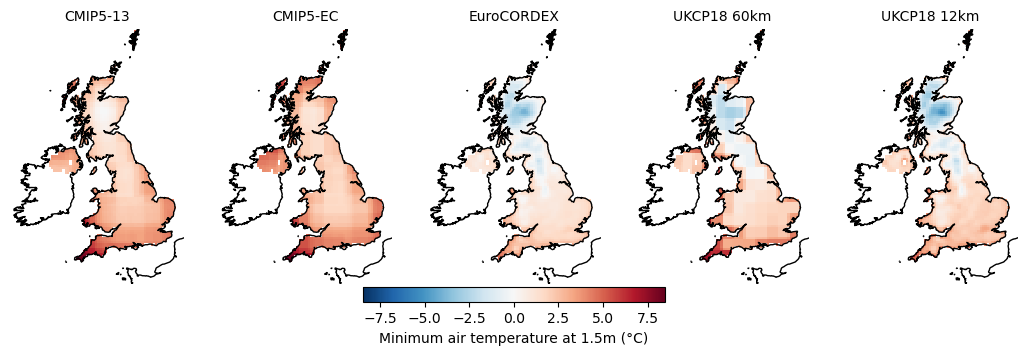 CMIP5-13 CMIP5-EC EuroCORDEX UKCP18 60km UKCP18 12km
−7.5 −5.0 −2.5 0.0 2.5 5.0 7.5
Minimum air temperature at 1.5m (°C)